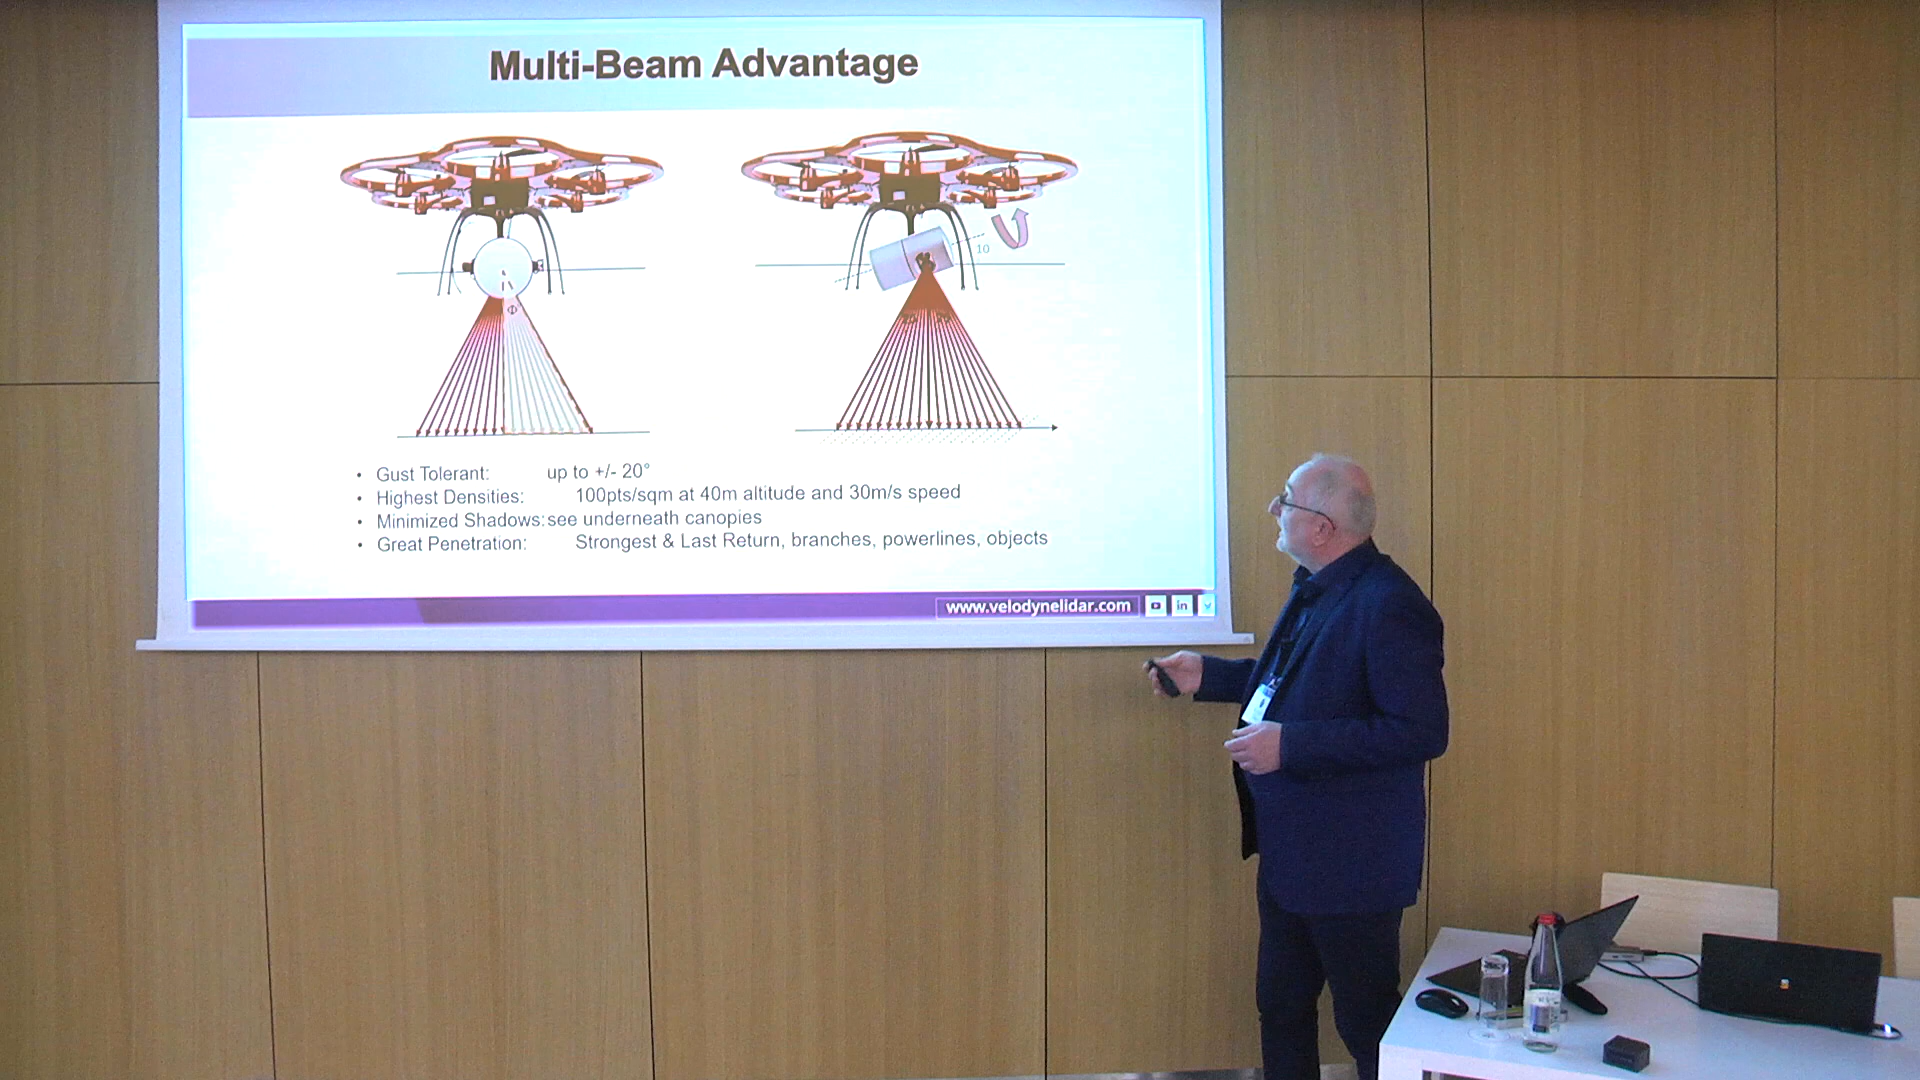 Multi-Beam Advantage
10
Φ
• Gust Tolerant: up to +/- 20°
• Highest Densities: 100pts/sqm at 40m altitude and 30m/s speed
• Minimized Shadows: see underneath canopies
• Great Penetration: Strongest & Last Return, branches, powerlines, objects
www.velodynelidar.com
in